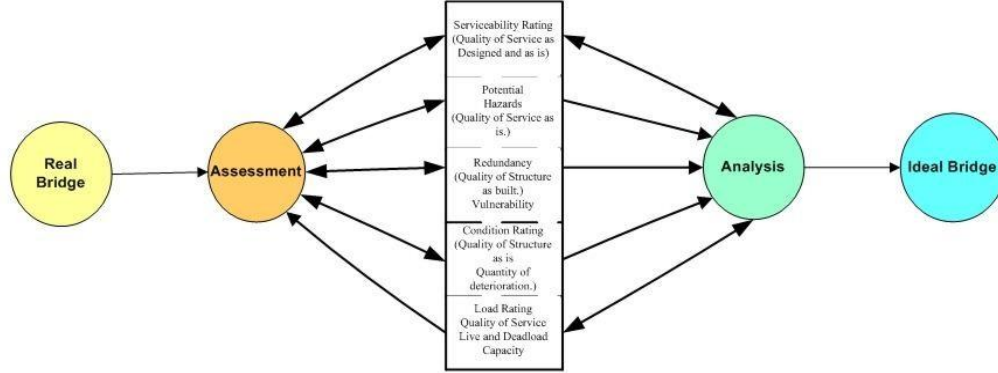 Real
Bridge
Assessment
Serviceability Rating
(Quality of Service as
Designed and as is)
Potential
Hazards
(Quality of Service as
is.)
Redundancy
(Quality of Structure
as built.)
Vulnerability
Condition Rating
(Quality of Structure
as is
Quantity of
deterioration.)
Load Rating
Quality of Service
Live and Deadload
Capacity
Analysis
Ideal Bridge